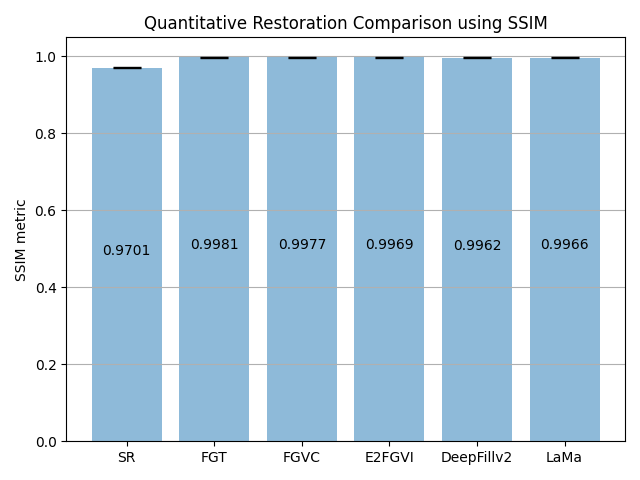 Quantitative Restoration Comparison using SSIM
SSIM metric
1.0
0.8
0.6
0.4
0.2
0.0
0.9701
0.9981
0.9977
0.9969
0.9962
0.9966
SR
FGT
FGVC
E2FGVI
DeepFillv2
LaMa